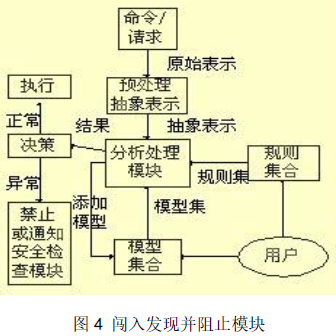 命令/
请求
原始表示
执行
预处理
抽象表示
正常
结果
抽象表示
决策
分析处理
模块
规则
集合
规则集
异常
添加
模型
模型集
禁止
或通知
安全检
查模块
模型
集合
用户
图 4 闯入发现并阻止模块